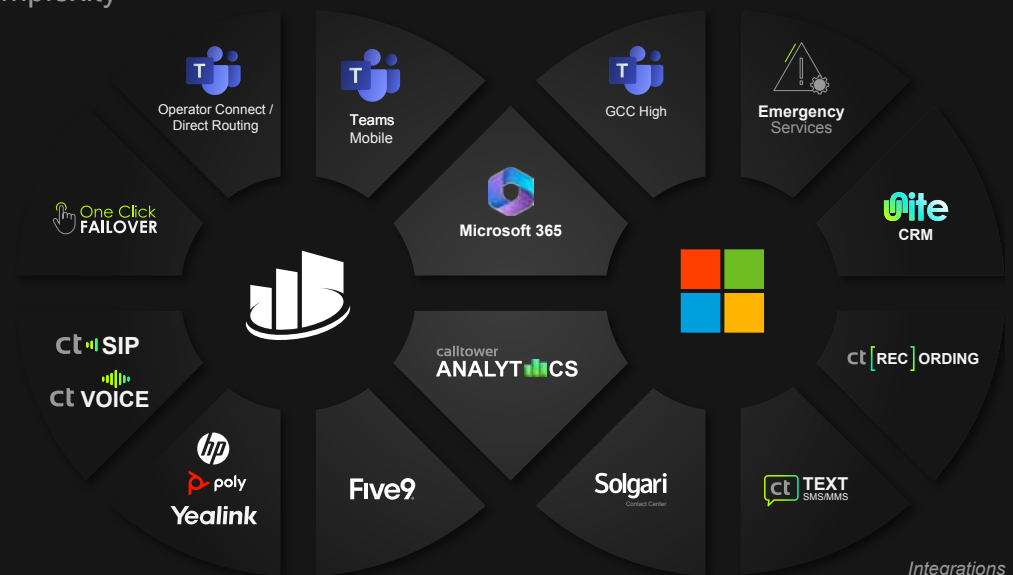 Operator Connect /
Direct Routing
Teams
Mobile
GCC High
Emergency
Services
Microsoft 365
One Click
FAILOVER
unite
CRM
ct SIP
ct VOICE
calltower
ANALYTICS
ct [REC]ORDING
hp
poly
Yealink
Five9
Solgari
Contact Center
ct TEXT
SMS/MMS
Integrations